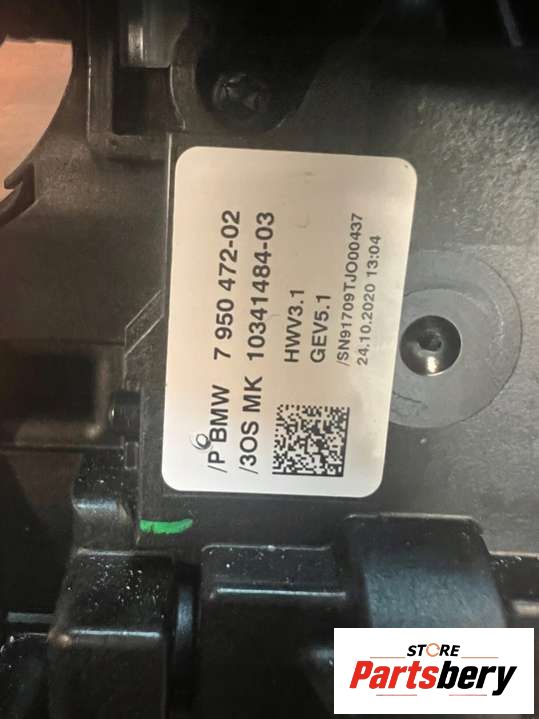 /P BMW 7 950 472-02
/3OS MK 10341484-03
HWV3.1
GEV5.1
/SN91709TJO00437
24.10.2020 13:04
STORE
Partsbery